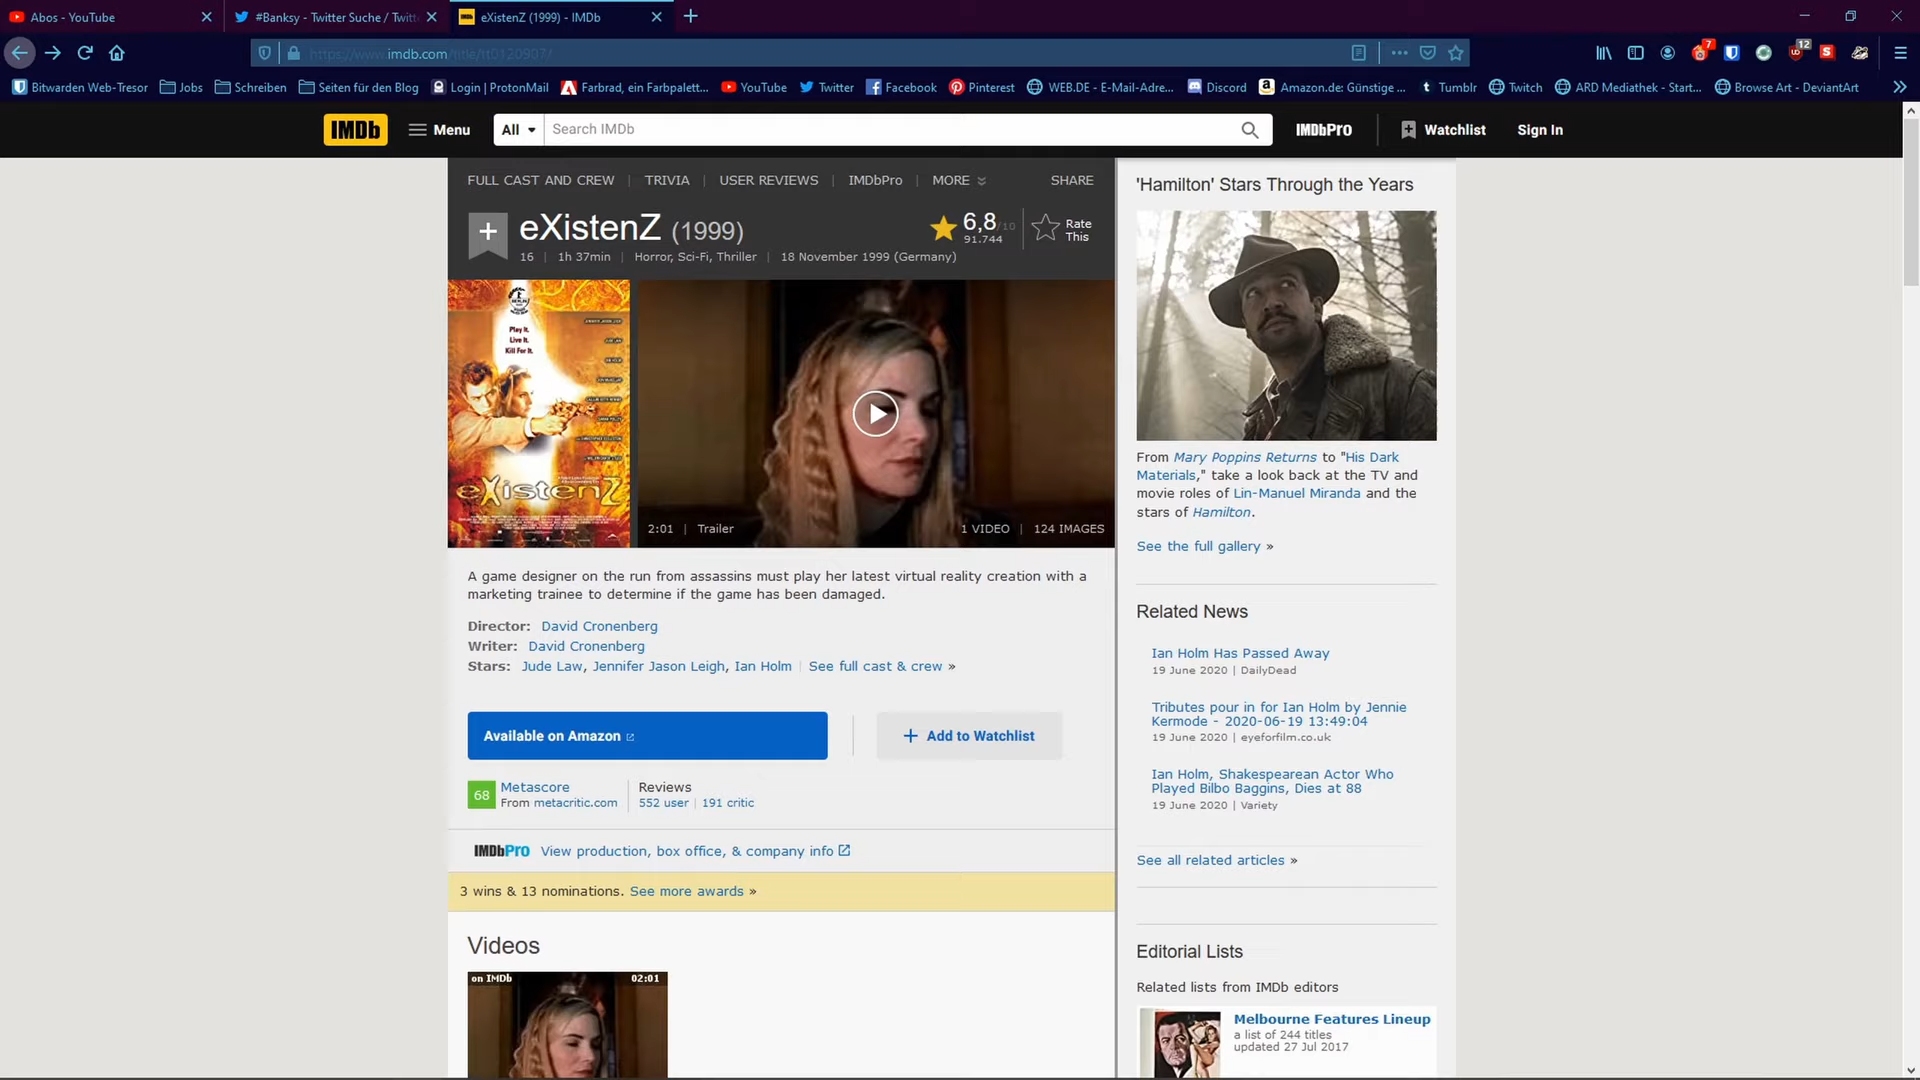 Abos - YouTube
#Banksy - Twitter Suche / Twitt
eXistenZ (1999) - IMDb
https://www.imdb.com/title/tt0120907/
7
12
Bitwarden Web-Tresor
Jobs
Schreiben
Seiten für den Blog
Login | ProtonMail
Farbrad, ein Farbpalett...
YouTube
Twitter
Facebook
Pinterest
WEB.DE - E-Mail-Adre...
Discord
Amazon.de: Günstige ...
Tumblr
Twitch
ARD Mediathek - Start...
Browse Art - DeviantArt
IMDb
Menu
All
Search IMDb
IMDbPro
Watchlist
Sign In
FULL CAST AND CREW | TRIVIA | USER REVIEWS | IMDbPro | MORE
SHARE
eXistenZ (1999)
16 | 1h 37min | Horror, Sci-Fi, Thriller | 18 November 1999 (Germany)
6,8/10
91.744
Rate
This
Play It.
Live It.
Kill For It.
eXistenZ
2:01 | Trailer
1 VIDEO | 124 IMAGES
A game designer on the run from assassins must play her latest virtual reality creation with a
marketing trainee to determine if the game has been damaged.
Director: David Cronenberg
Writer: David Cronenberg
Stars: Jude Law, Jennifer Jason Leigh, Ian Holm | See full cast & crew »
Available on Amazon
+ Add to Watchlist
68
Metascore
From metacritic.com
Reviews
552 user | 191 critic
IMDbPro View production, box office, & company info
3 wins & 13 nominations. See more awards »
Videos
on IMDb
02:01
'Hamilton' Stars Through the Years
From Mary Poppins Returns to "His Dark
Materials," take a look back at the TV and
movie roles of Lin-Manuel Miranda and the
stars of Hamilton.
See the full gallery »
Related News
Ian Holm Has Passed Away
19 June 2020 | DailyDead
Tributes pour in for Ian Holm by Jennie
Kermode - 2020-06-19 13:49:04
19 June 2020 | eyeforfilm.co.uk
Ian Holm, Shakespearean Actor Who
Played Bilbo Baggins, Dies at 88
19 June 2020 | Variety
See all related articles »
Editorial Lists
Related lists from IMDb editors
Melbourne Features Lineup
a list of 244 titles
updated 27 Jul 2017